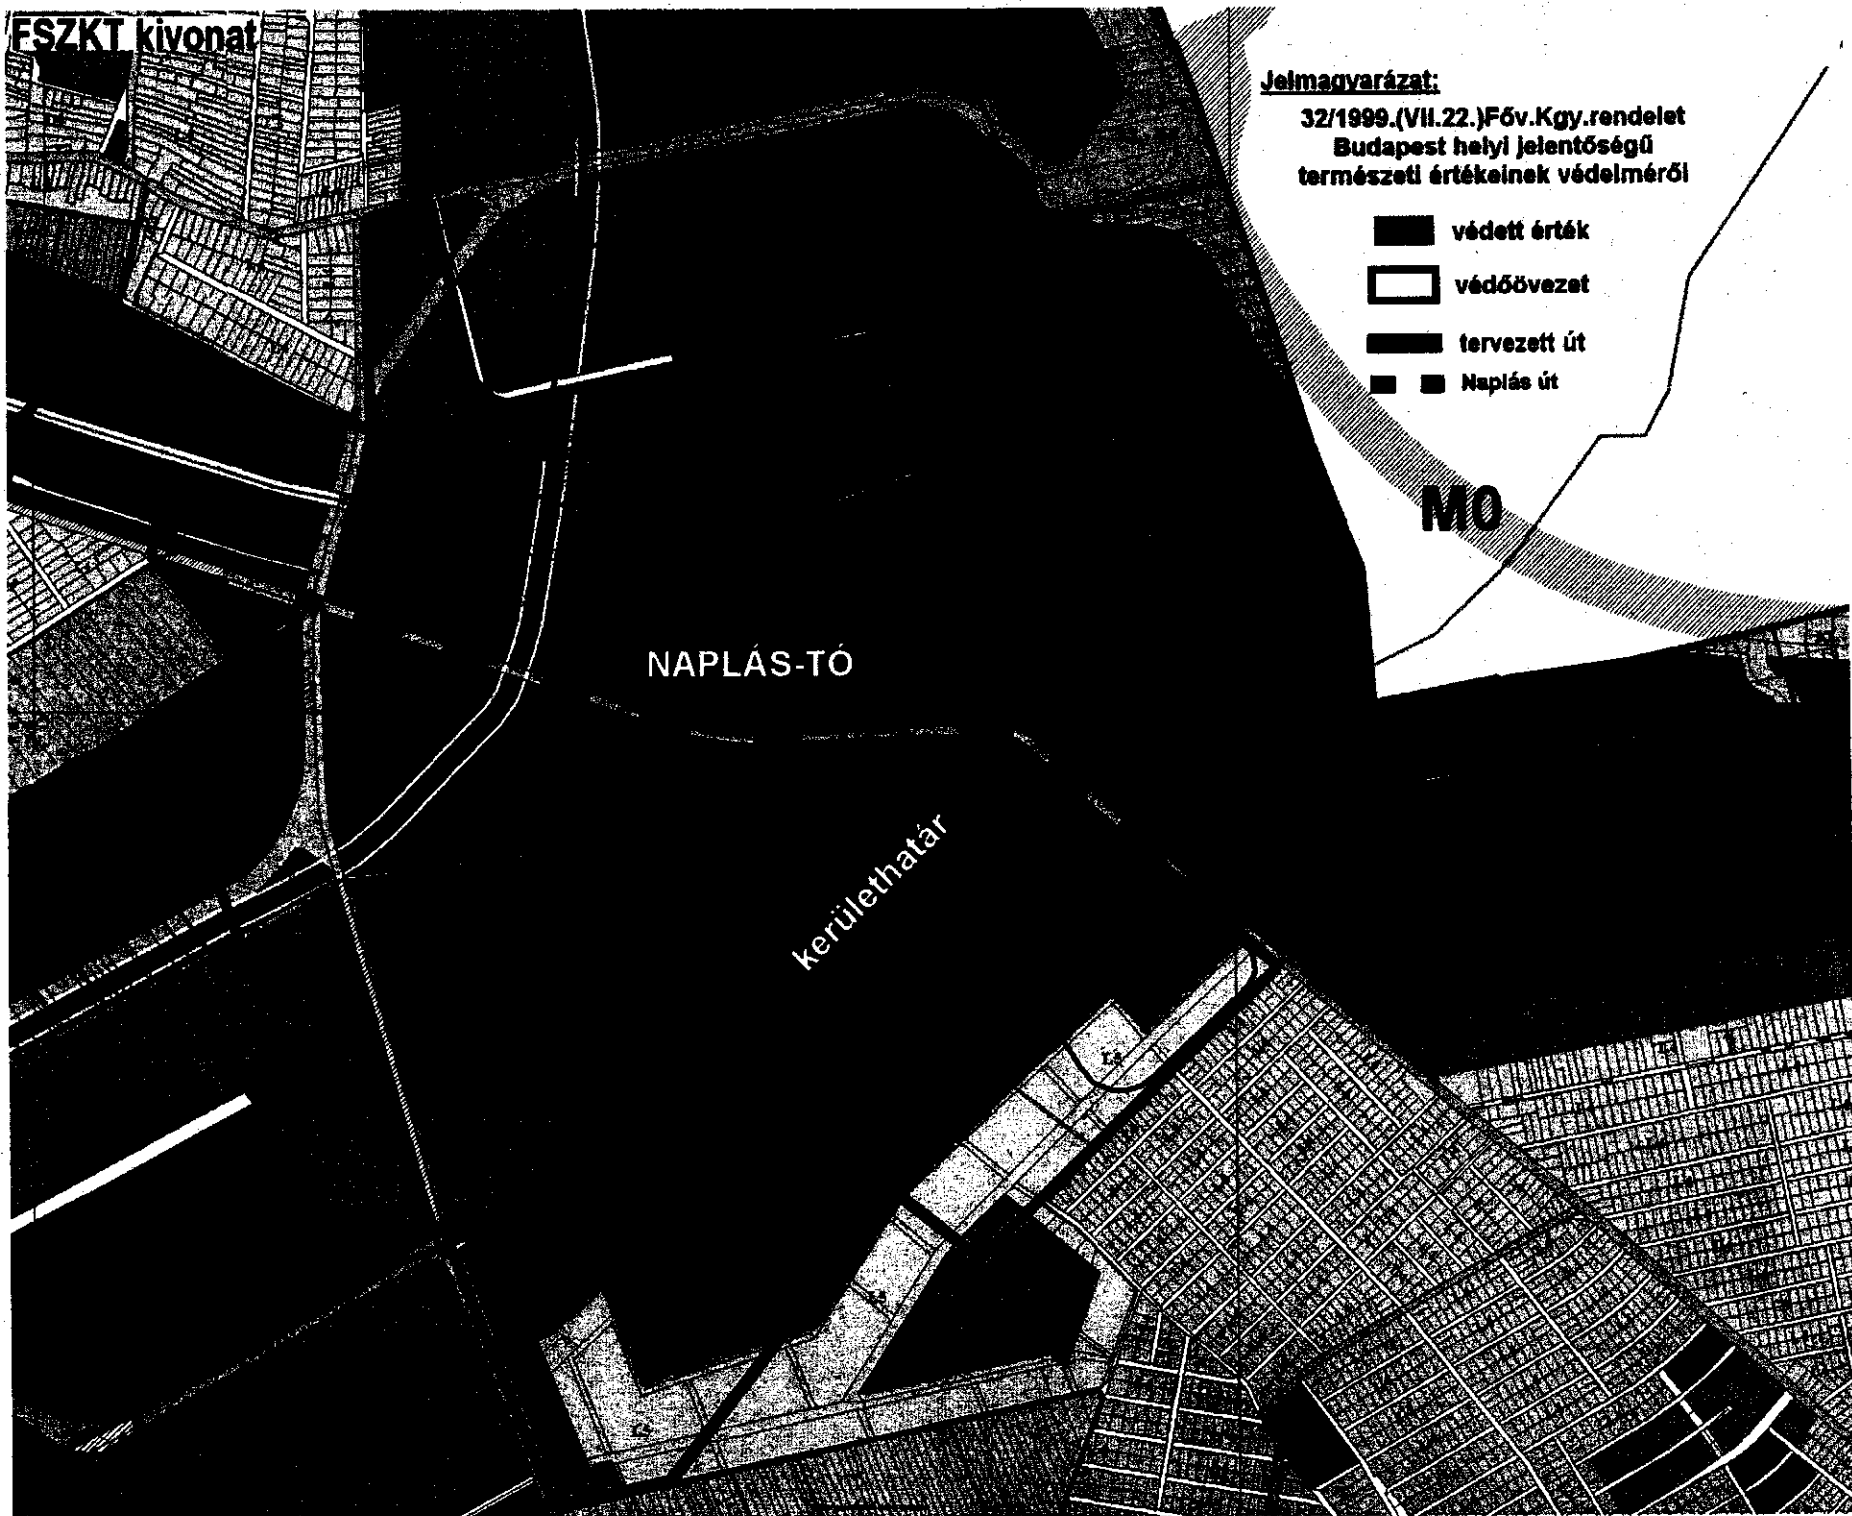 FSZKT kivonat
Jelmagyarázat:
32/1999.(VII.22.)Főv.Kgy.rendelet
Budapest helyi jelentőségű
természeti értékeinek védelméről
védett érték
védőövezet
tervezett út
Naplás út
M0
NAPLÁS-TÓ
kerülethatár